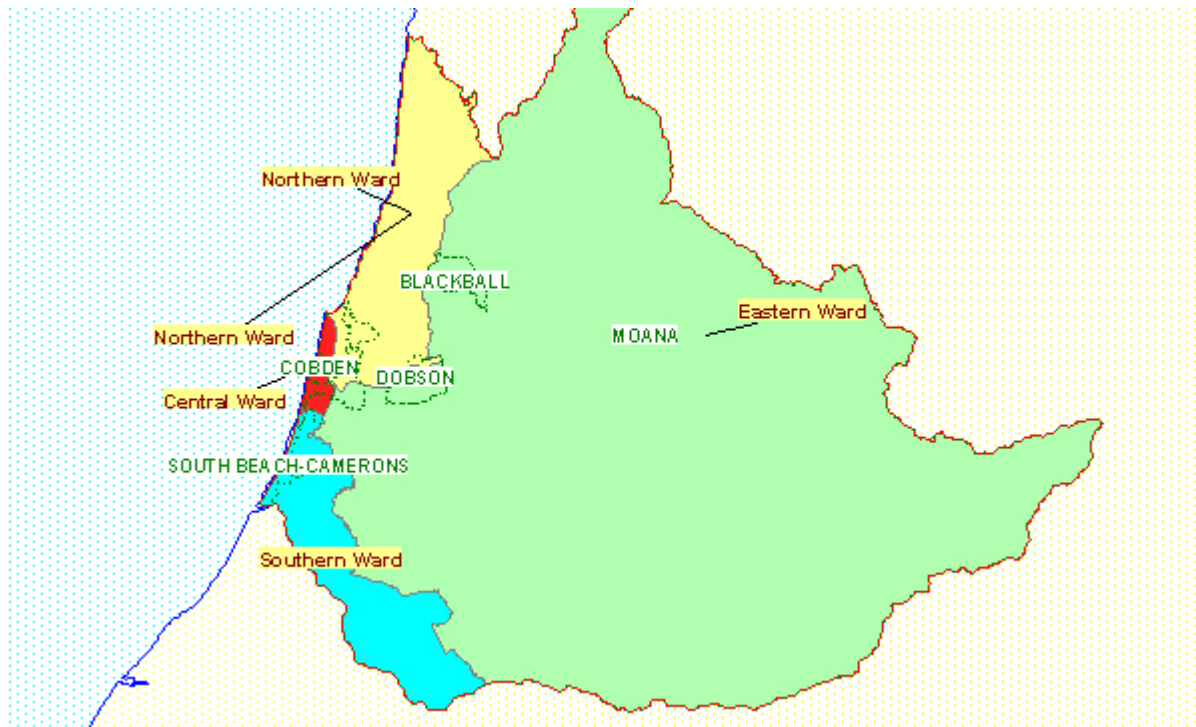 Northern Ward
BLACKBALL
Eastern Ward
MOANA
Northern Ward
COBDEN
DOBSON
Central Ward
SOUTH BEACH-CAMERONS
Southern Ward